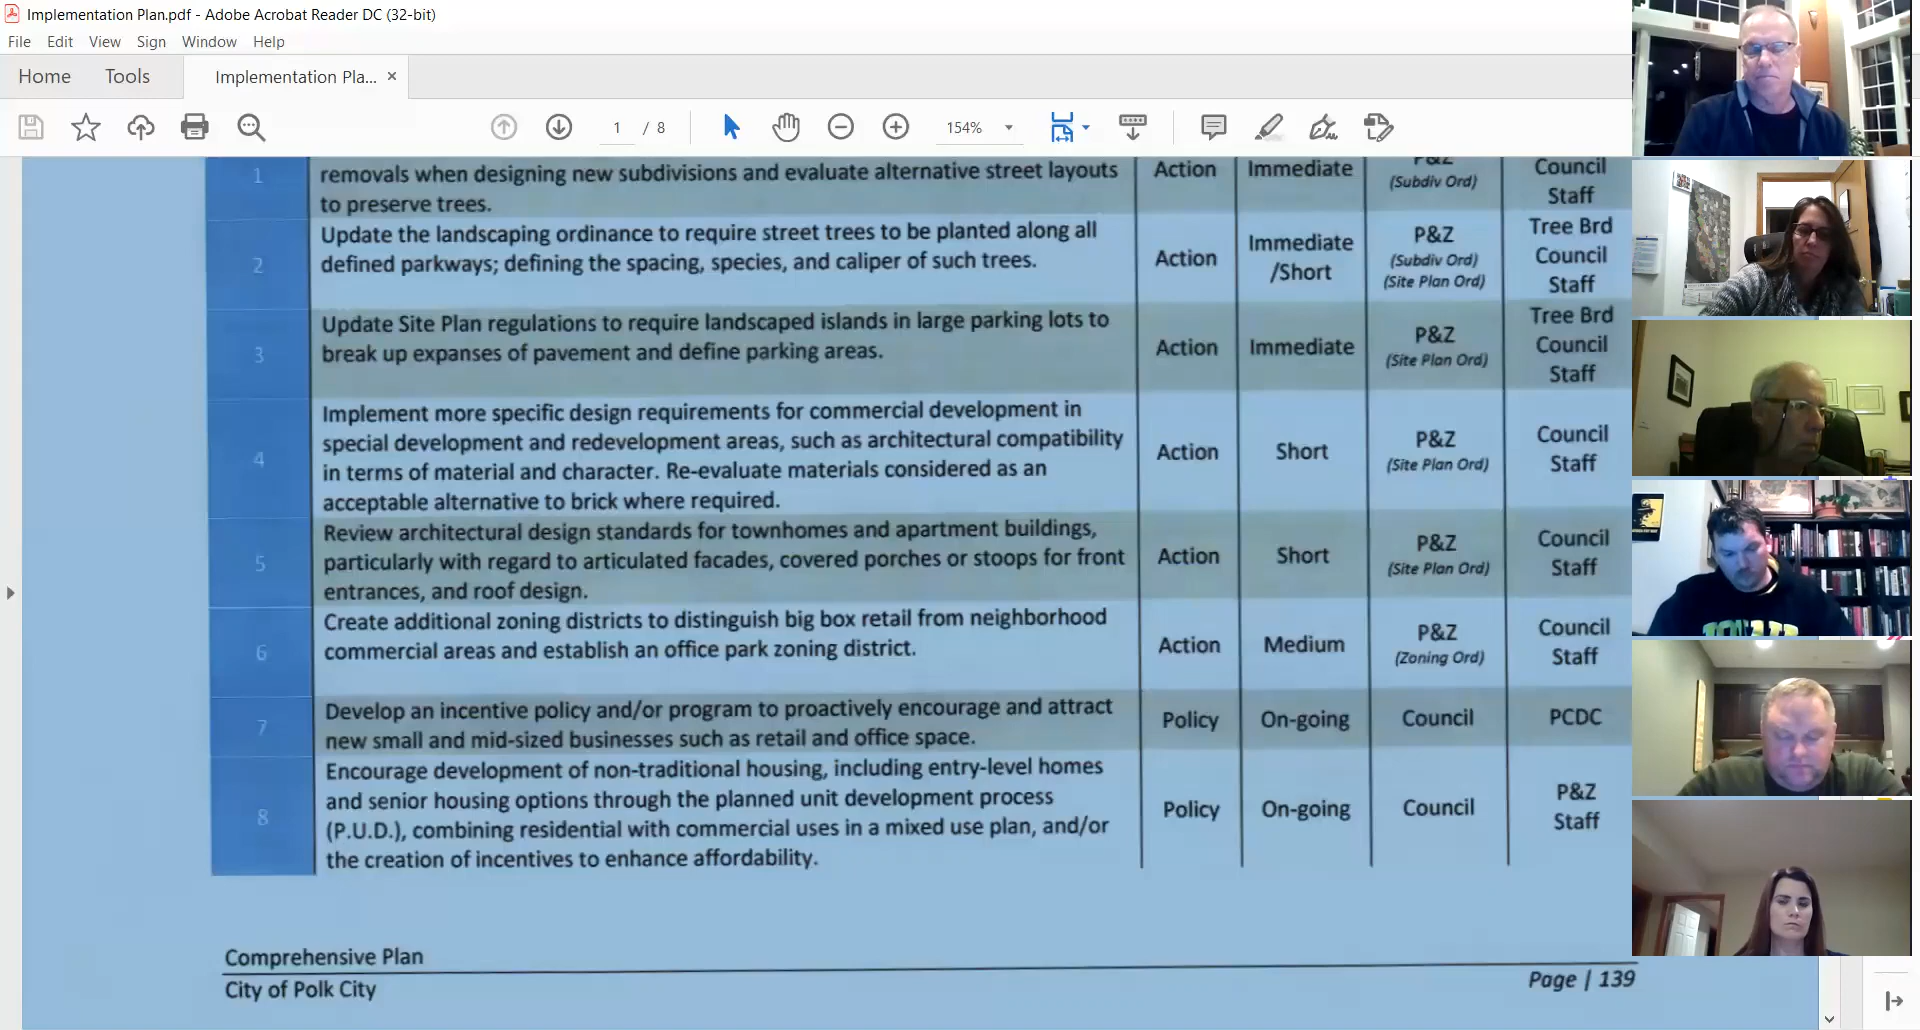 Implementation Plan.pdf - Adobe Acrobat Reader DC (32-bit)
File Edit View Sign Window Help
Home Tools Implementation Pla... ×
1 / 8 154%
1 removals when designing new subdivisions and evaluate alternative street layouts to preserve trees. Action Immediate P&Z (Subdiv Ord) Council Staff
2 Update the landscaping ordinance to require street trees to be planted along all defined parkways; defining the spacing, species, and caliper of such trees. Action Immediate /Short P&Z (Subdiv Ord) (Site Plan Ord) Tree Brd Council Staff
3 Update Site Plan regulations to require landscaped islands in large parking lots to break up expanses of pavement and define parking areas. Action Immediate P&Z (Site Plan Ord) Tree Brd Council Staff
4 Implement more specific design requirements for commercial development in special development and redevelopment areas, such as architectural compatibility in terms of material and character. Re-evaluate materials considered as an acceptable alternative to brick where required. Action Short P&Z (Site Plan Ord) Council Staff
5 Review architectural design standards for townhomes and apartment buildings, particularly with regard to articulated facades, covered porches or stoops for front entrances, and roof design. Action Short P&Z (Site Plan Ord) Council Staff
6 Create additional zoning districts to distinguish big box retail from neighborhood commercial areas and establish an office park zoning district. Action Medium P&Z (Zoning Ord) Council Staff
7 Develop an incentive policy and/or program to proactively encourage and attract new small and mid-sized businesses such as retail and office space. Policy On-going Council PCDC
8 Encourage development of non-traditional housing, including entry-level homes and senior housing options through the planned unit development process (P.U.D.), combining residential with commercial uses in a mixed use plan, and/or the creation of incentives to enhance affordability. Policy On-going Council P&Z Staff
Comprehensive Plan
City of Polk City
Page | 139